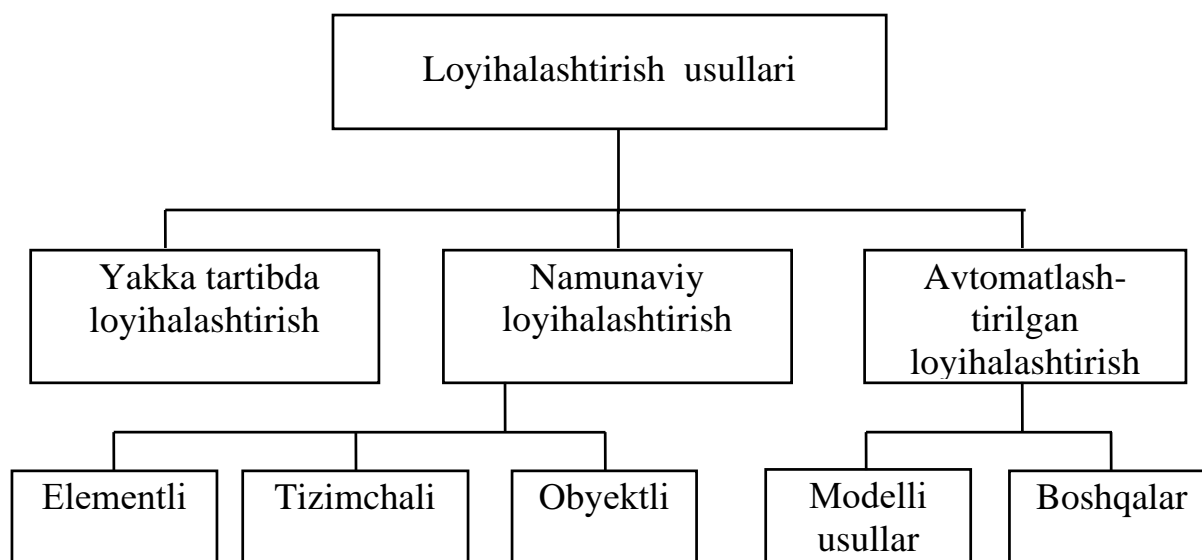 Loyihalashtirish usullari
Yakka tartibda
loyihalashtirish
Namunaviy
loyihalashtirish
Avtomatlash-
tirilgan
loyihalashtirish
Elementli
Tizimchali
Obyektli
Modelli
usullar
Boshqalar